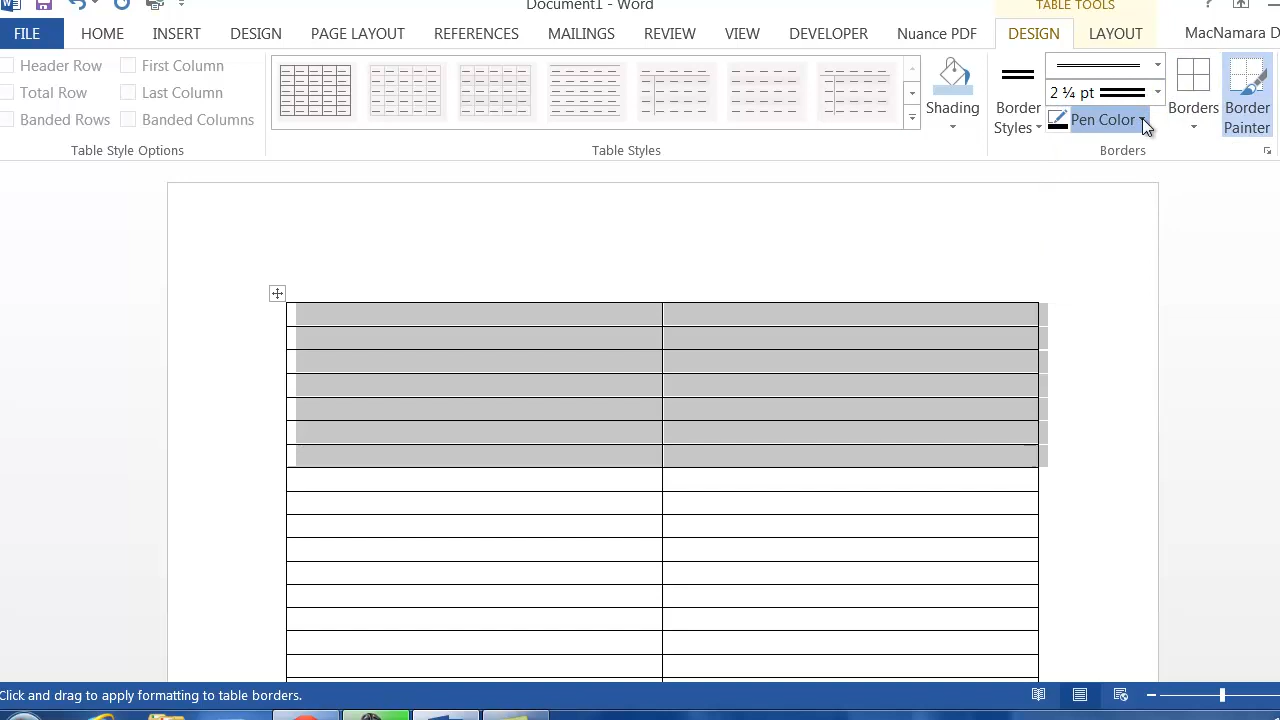 Document1 - Word
TABLE TOOLS
FILE HOME INSERT DESIGN PAGE LAYOUT REFERENCES MAILINGS REVIEW VIEW DEVELOPER Nuance PDF DESIGN LAYOUT MacNamara D
Header Row First Column
Total Row Last Column
Banded Rows Banded Columns
Table Style Options
Table Styles
Shading
Border
Styles
2 ¼ pt
Pen Color
Borders
Border
Painter
Borders
Click and drag to apply formatting to table borders.